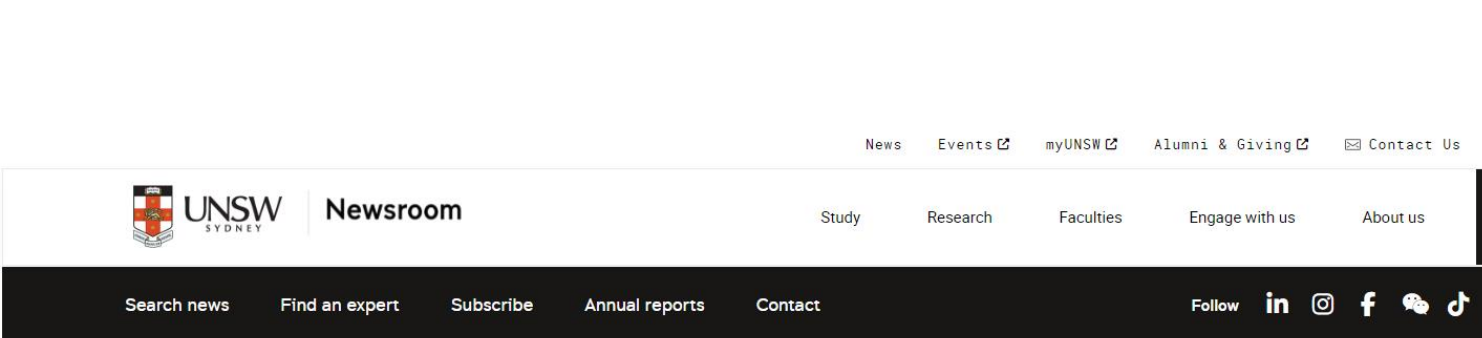 News Events myUNSW Alumni & Giving Contact Us
UNSW
SYDNEY
Newsroom
Study Research Faculties Engage with us About us
Search news Find an expert Subscribe Annual reports Contact Follow